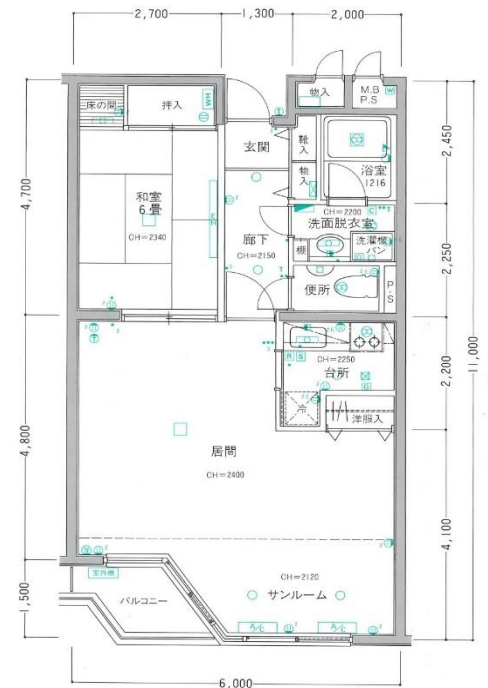 2,700
1,300
2,000
物入
M.B
P.S
W
床の間
押入
WH
玄関
靴入
物入
浴室
1216
和室
6畳
CH=2340
CH=2200
洗面脱衣室
廊下
CH=2150
棚
洗濯機
パン
便所
P.S
R S
CH=2250
台所
G
冷
洋服入
居間
CH=2400
CH=2120
サンルーム
室外機
バルコニー
A/C
A/C
4,700
4,800
1,500
2,450
2,250
2,200
4,100
11,000
6,000